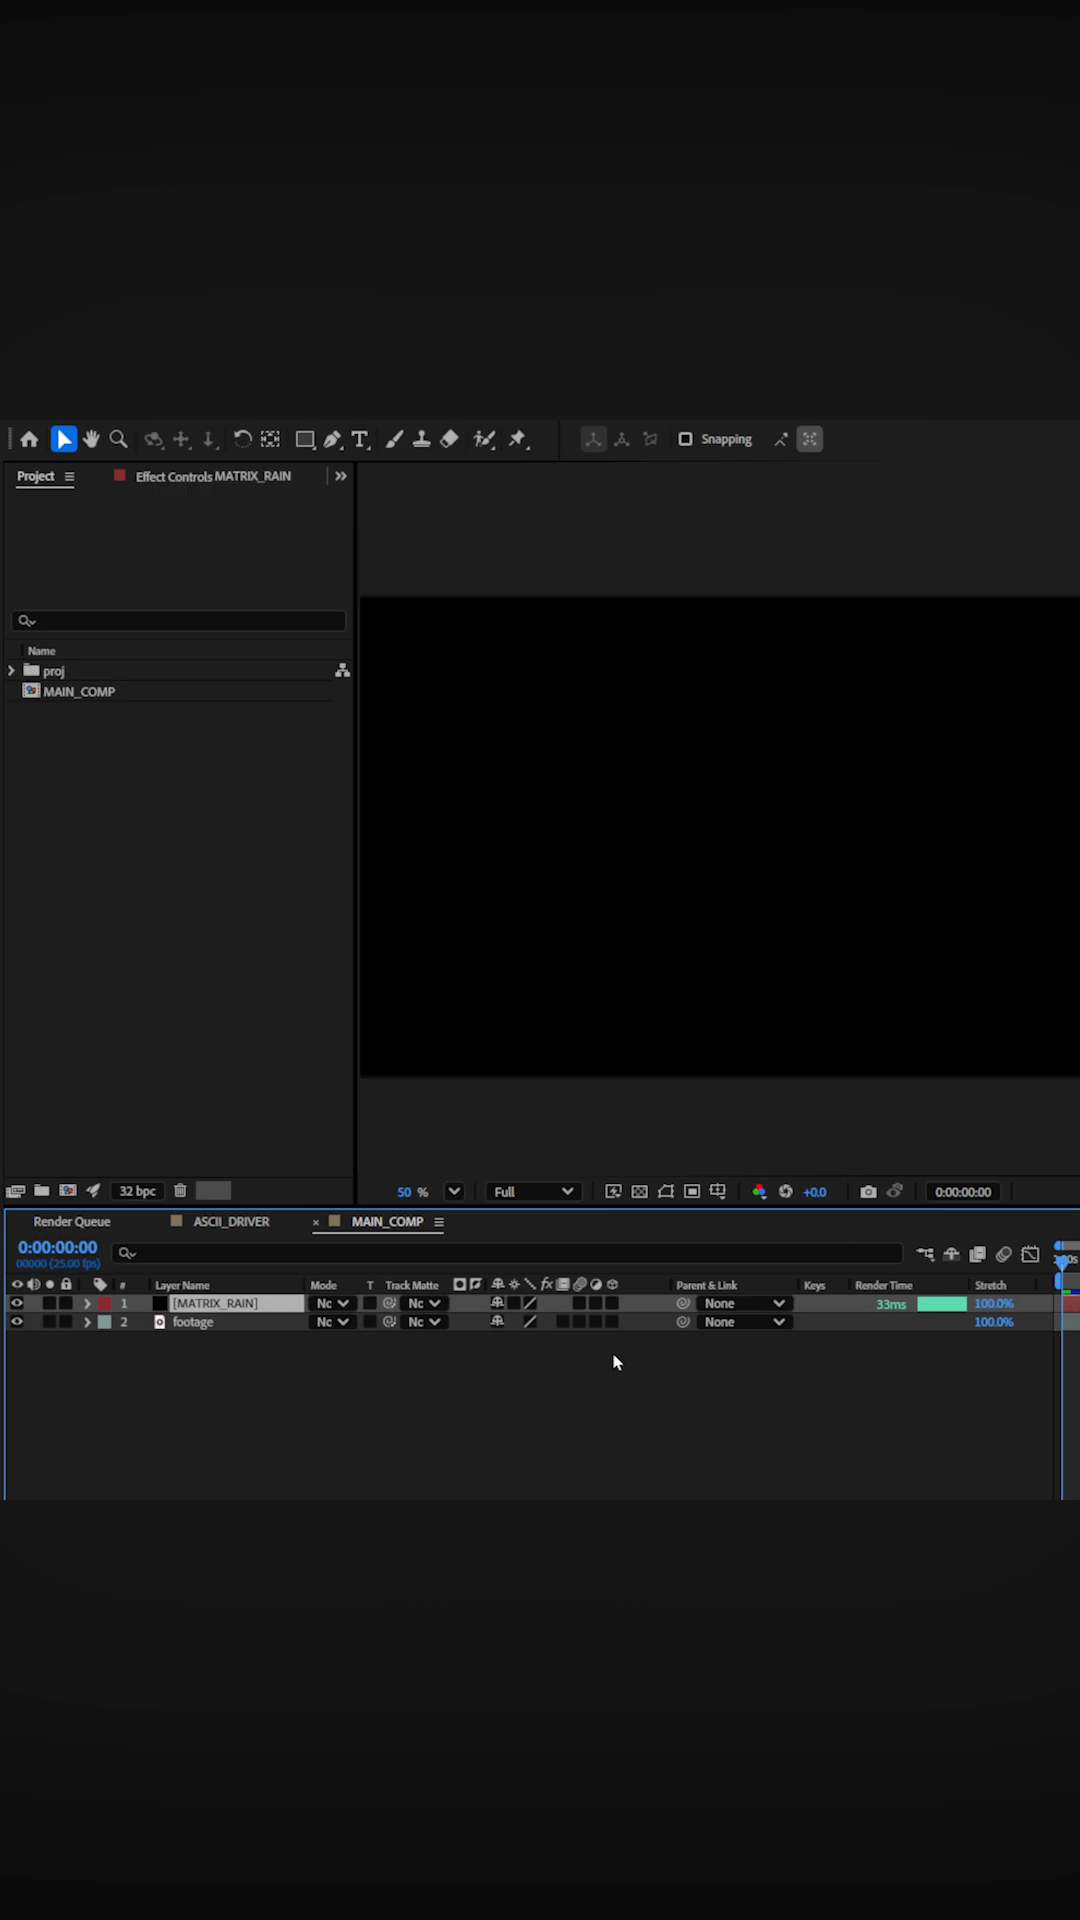 Snapping
Project
Effect Controls MATRIX_RAIN
Name
proj
MAIN_COMP
32 bpc
50 %
Full
+0.0
0:00:00:00
Render Queue
ASCII_DRIVER
× MAIN_COMP
0:00:00:00
00000 (25.00 fps)
# Layer Name Mode T Track Matte fx Parent & Link Keys Render Time Stretch
1 [MATRIX_RAIN] Nc Nc None 33ms 100.0%
2 footage Nc Nc None 100.0%